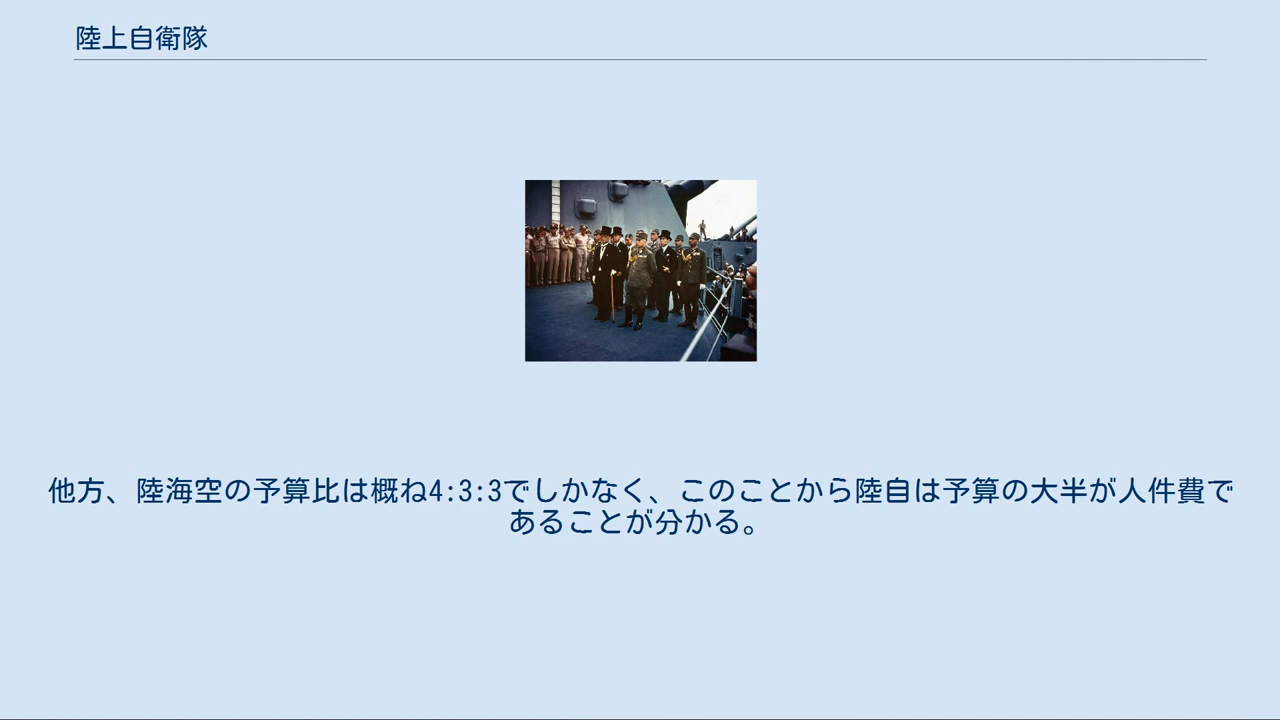 陸上自衛隊
他方、陸海空の予算比は概ね4:3:3でしかなく、このことから陸自は予算の大半が人件費で
あることが分かる。